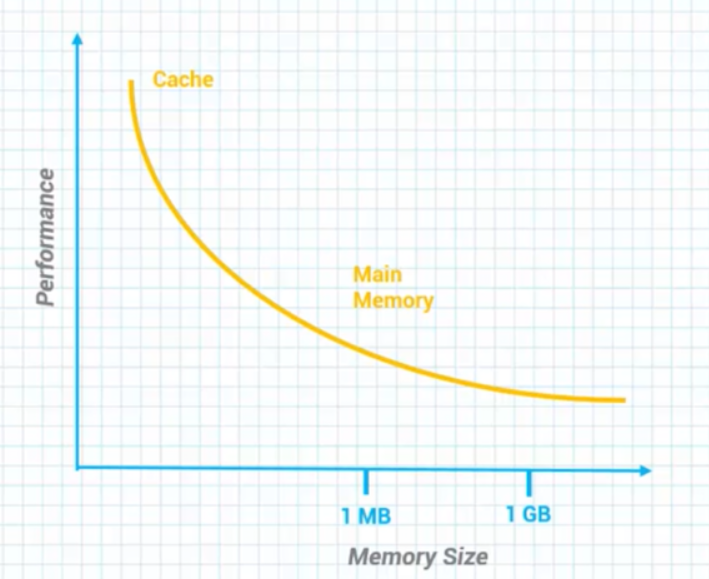 Cache
Performance
Main
Memory
1 MB
1 GB
Memory Size